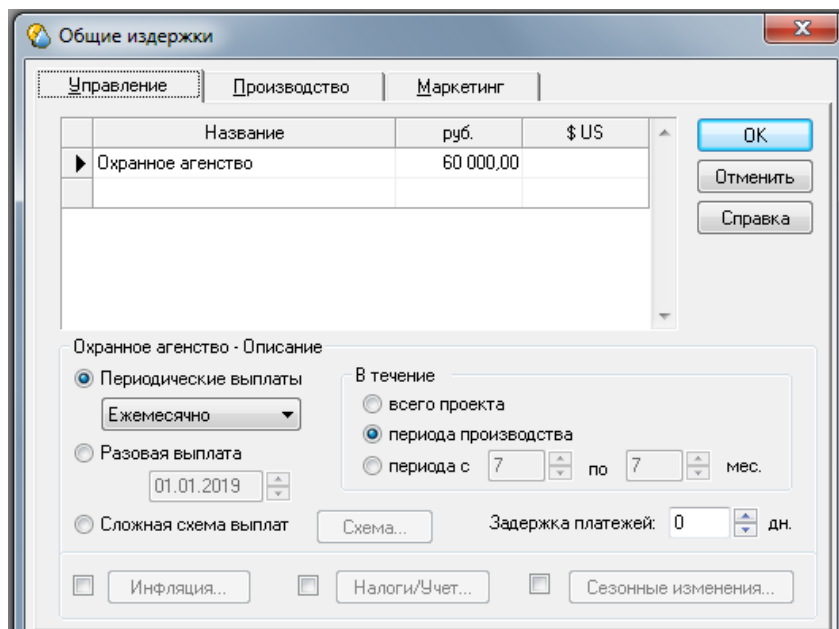 Общие издержки
Управление Производство Маркетинг
Название руб. $ US
Охранное агенство 60 000,00
OK
Отменить
Справка
Охранное агенство - Описание
Периодические выплаты
Ежемесячно
Разовая выплата
01.01.2019
Сложная схема выплат Схема...
В течение
всего проекта
периода производства
периода с 7 по 7 мес.
Задержка платежей: 0 дн.
Инфляция... Налоги/Учет... Сезонные изменения...